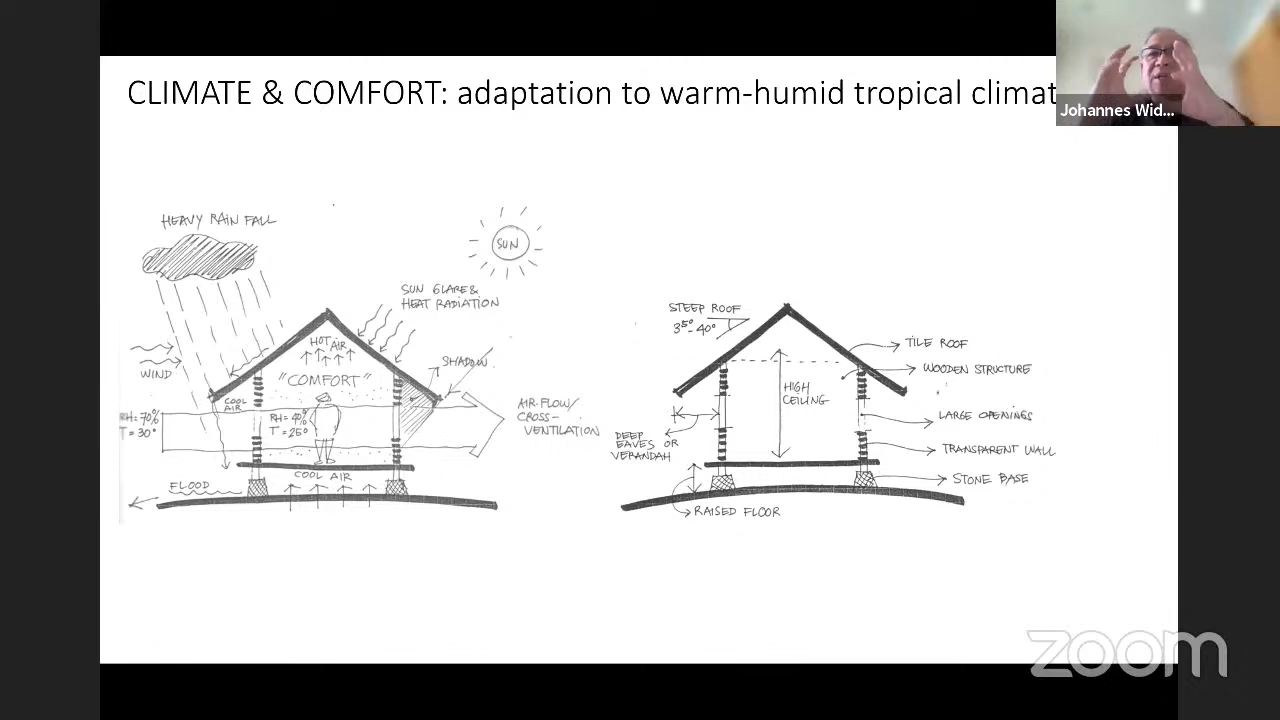 CLIMATE & COMFORT: adaptation to warm-humid tropical climat
Johannes Wid...
HEAVY RAIN FALL
SUN
SUN GLARE &
HEAT RADIATION
HOT AIR
WIND
"COMFORT"
SHADOW
COOL
AIR
RH= 70%
T = 30°
RH= 40%
T = 25°
AIR-FLOW/
CROSS-
VENTILATION
COOL AIR
FLOOD
STEEP ROOF
35°-40°
TILE ROOF
WOODEN STRUCTURE
HIGH
CEILING
LARGE OPENINGS
DEEP
EAVES OR
VERANDAH
TRANSPARENT WALL
STONE BASE
RAISED FLOOR
zoom